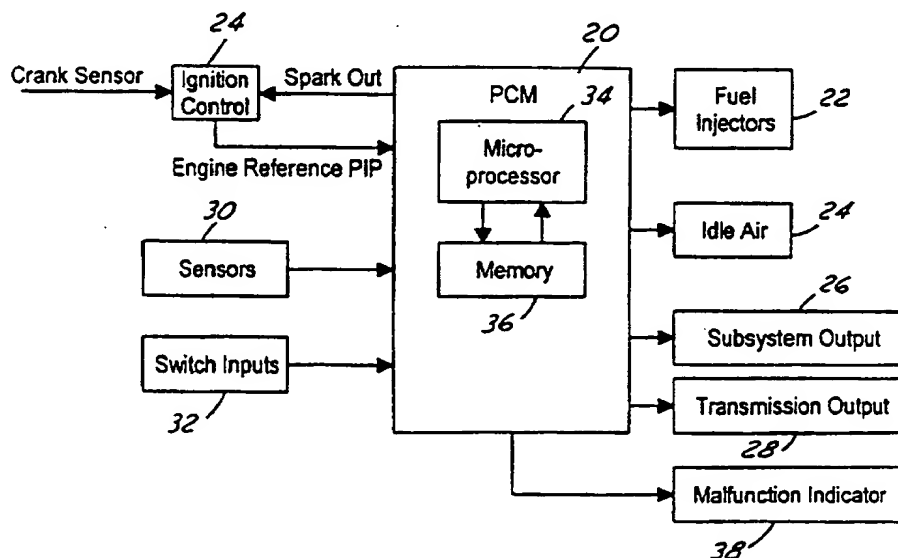 24
20
Crank Sensor
Ignition
Control
Spark Out
PCM
34
Fuel
Injectors
22
Micro-
processor
Engine Reference PIP
30
Sensors
Memory
36
24
Idle Air
26
Subsystem Output
Switch Inputs
32
Transmission Output
28
Malfunction Indicator
38